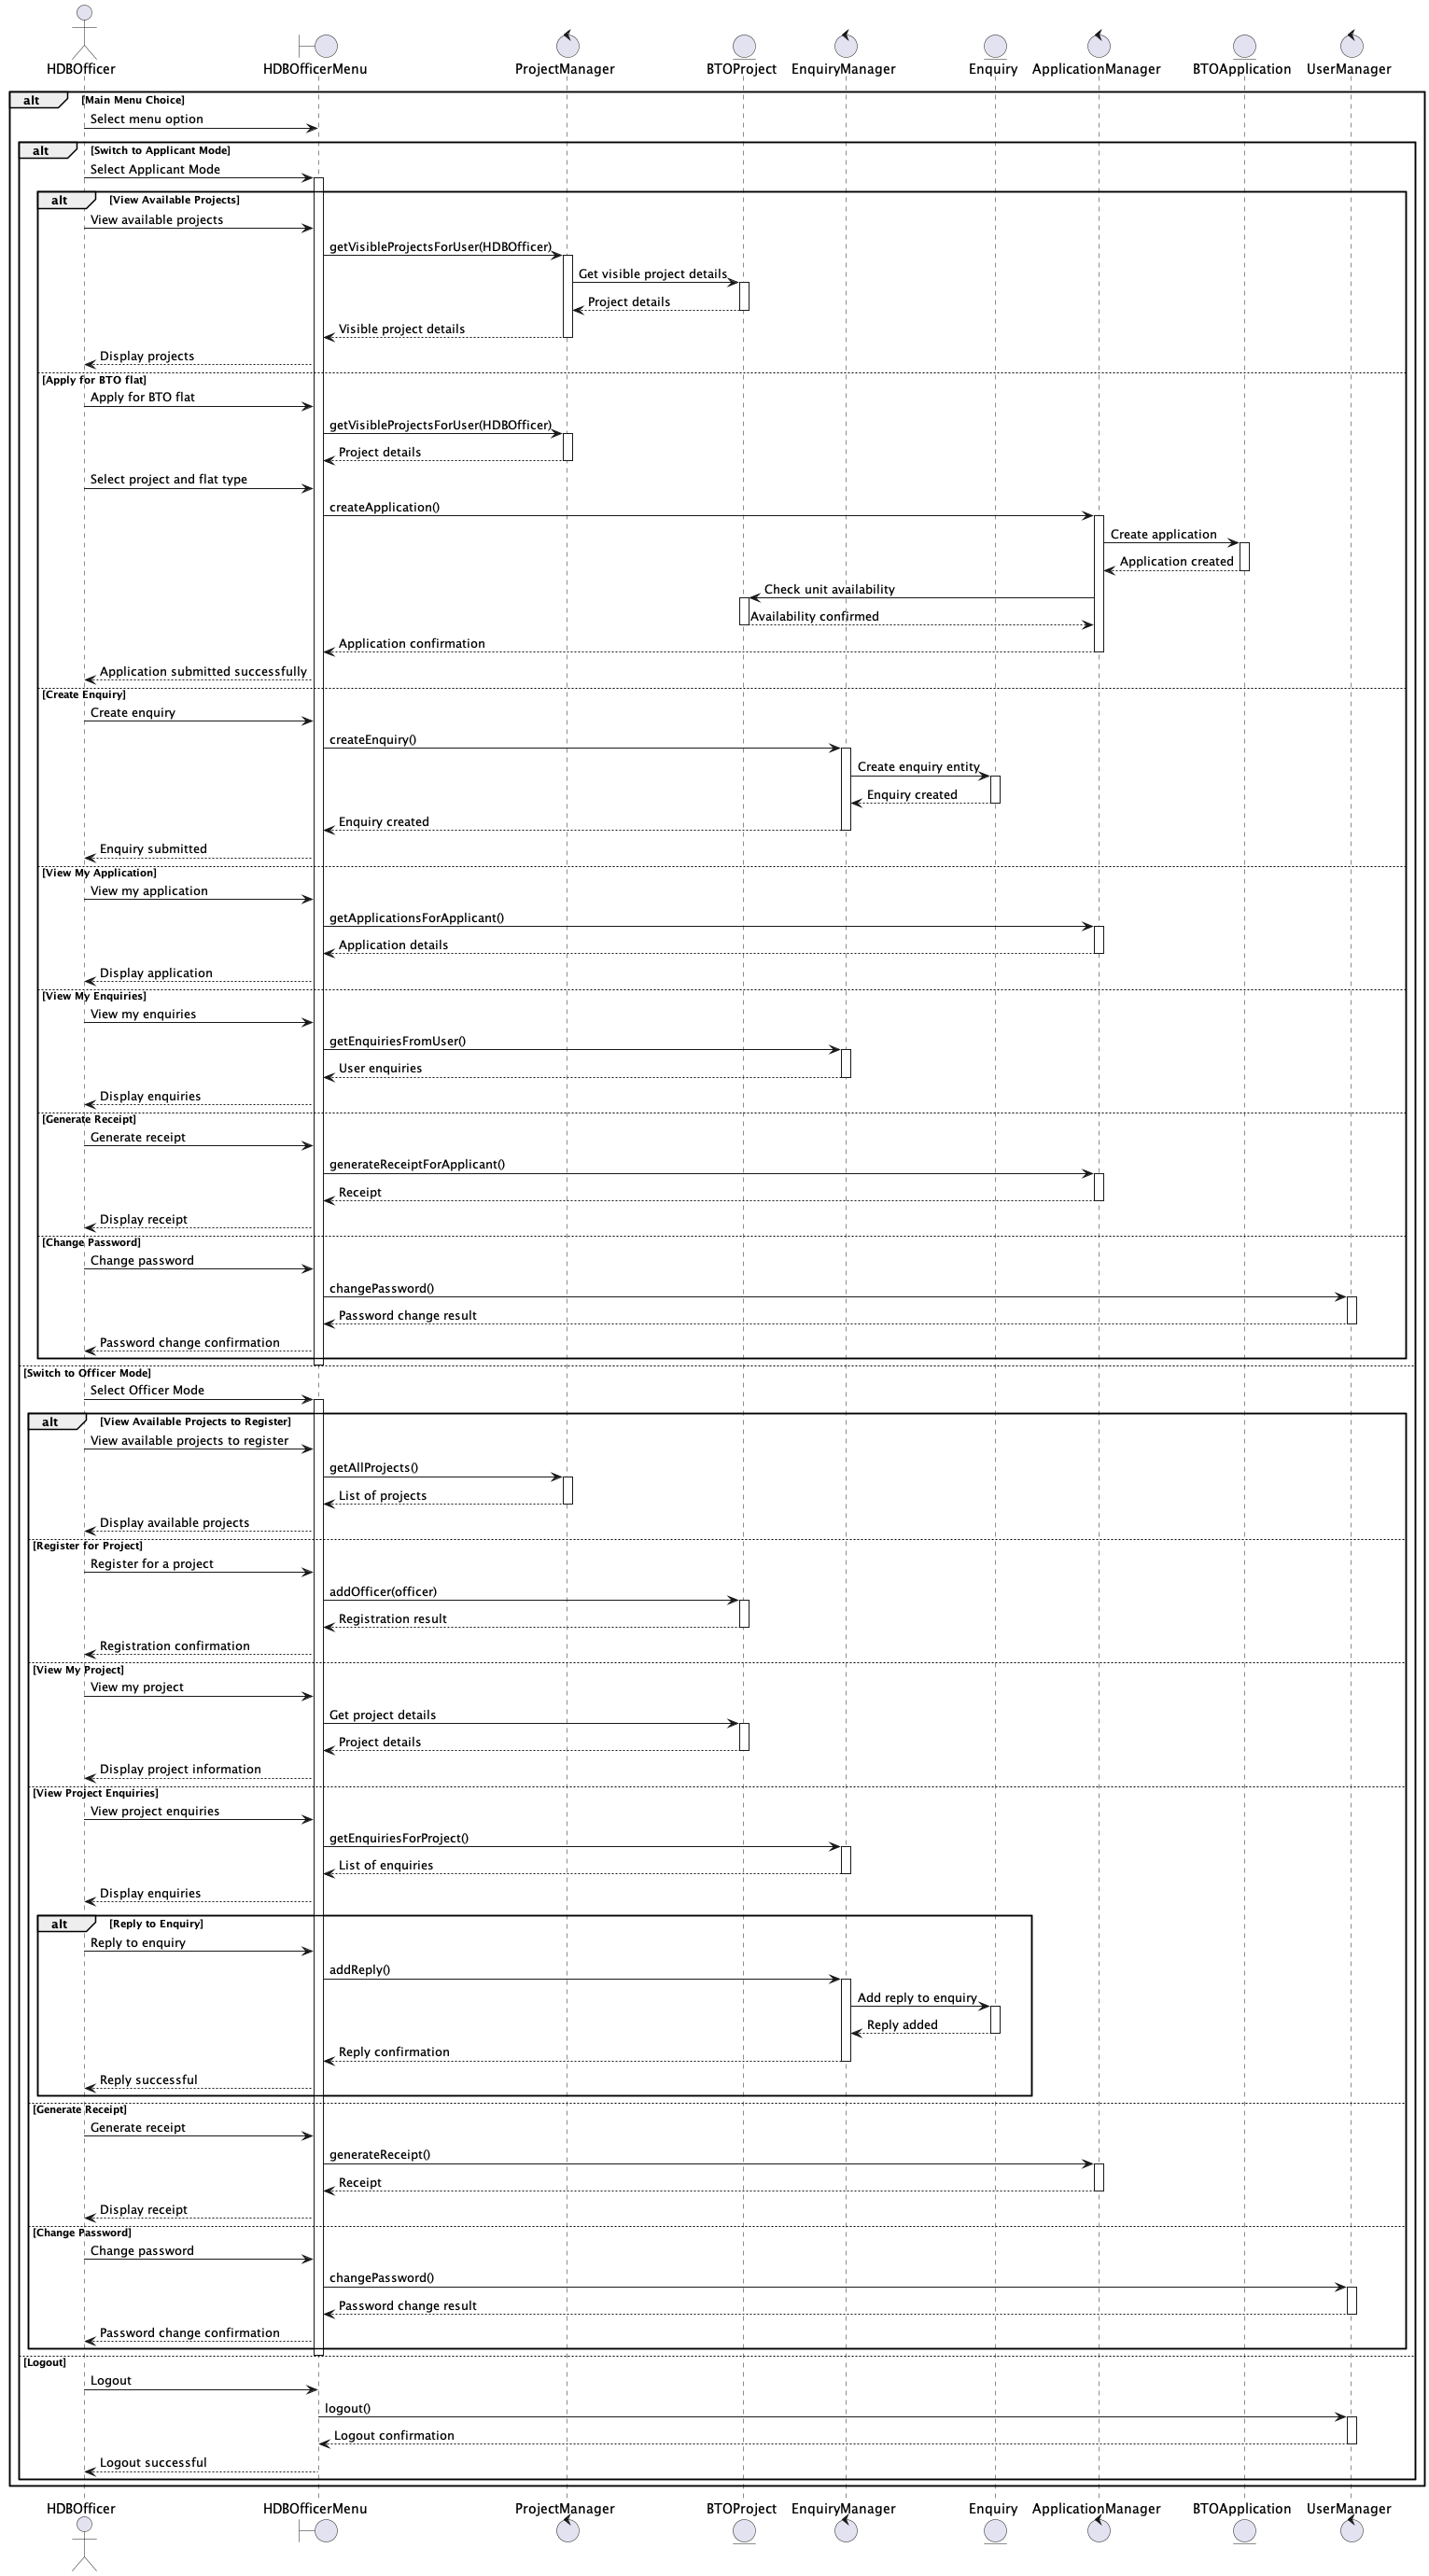 HDBOfficer
HDBOfficerMenu
ProjectManager
BTOProject
EnquiryManager
Enquiry
ApplicationManager
BTOApplication
UserManager
alt
[Main Menu Choice]
Select menu option
alt
[Switch to Applicant Mode]
Select Applicant Mode
alt
[View Available Projects]
View available projects
getVisibleProjectsForUser(HDBOfficer)
Get visible project details
Project details
Visible project details
Display projects
[Apply for BTO flat]
Apply for BTO flat
getVisibleProjectsForUser(HDBOfficer)
Project details
Select project and flat type
createApplication()
Create application
Application created
Check unit availability
Availability confirmed
Application confirmation
Application submitted successfully
[Create Enquiry]
Create enquiry
createEnquiry()
Create enquiry entity
Enquiry created
Enquiry created
Enquiry submitted
[View My Application]
View my application
getApplicationsForApplicant()
Application details
Display application
[View My Enquiries]
View my enquiries
getEnquiriesFromUser()
User enquiries
Display enquiries
[Generate Receipt]
Generate receipt
generateReceiptForApplicant()
Receipt
Display receipt
[Change Password]
Change password
changePassword()
Password change result
Password change confirmation
[Switch to Officer Mode]
Select Officer Mode
alt
[View Available Projects to Register]
View available projects to register
getAllProjects()
List of projects
Display available projects
[Register for Project]
Register for a project
addOfficer(officer)
Registration result
Registration confirmation
[View My Project]
View my project
Get project details
Project details
Display project information
[View Project Enquiries]
View project enquiries
getEnquiriesForProject()
List of enquiries
Display enquiries
alt
[Reply to Enquiry]
Reply to enquiry
addReply()
Add reply to enquiry
Reply added
Reply confirmation
Reply successful
[Generate Receipt]
Generate receipt
generateReceipt()
Receipt
Display receipt
[Change Password]
Change password
changePassword()
Password change result
Password change confirmation
[Logout]
Logout
logout()
Logout confirmation
Logout successful
HDBOfficer
HDBOfficerMenu
ProjectManager
BTOProject
EnquiryManager
Enquiry
ApplicationManager
BTOApplication
UserManager